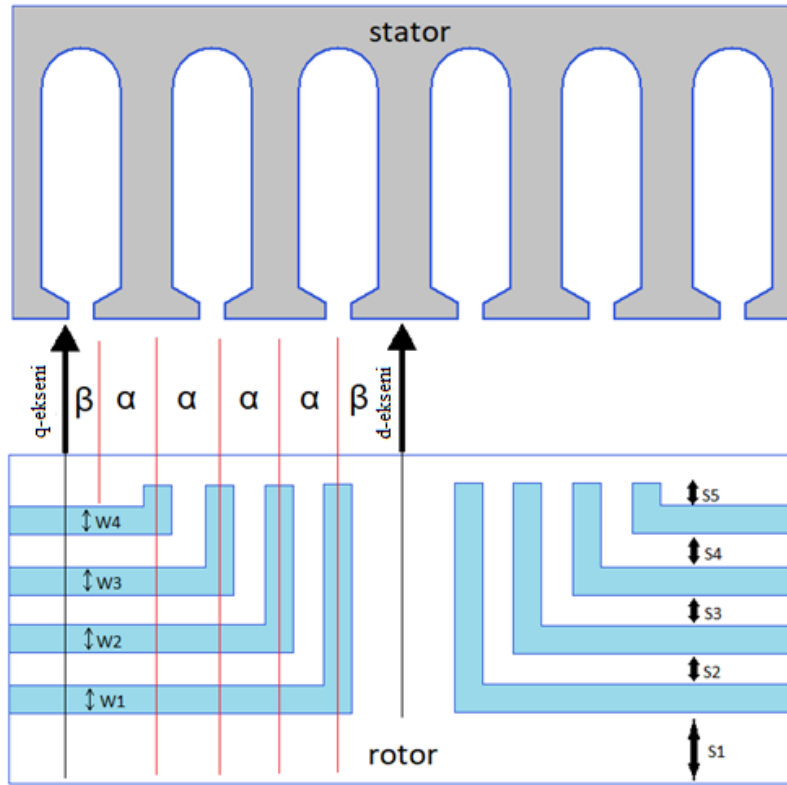 stator
q-ekseni
β
α
α
α
α
β
d-ekseni
W4
W3
W2
W1
S5
S4
S3
S2
S1
rotor